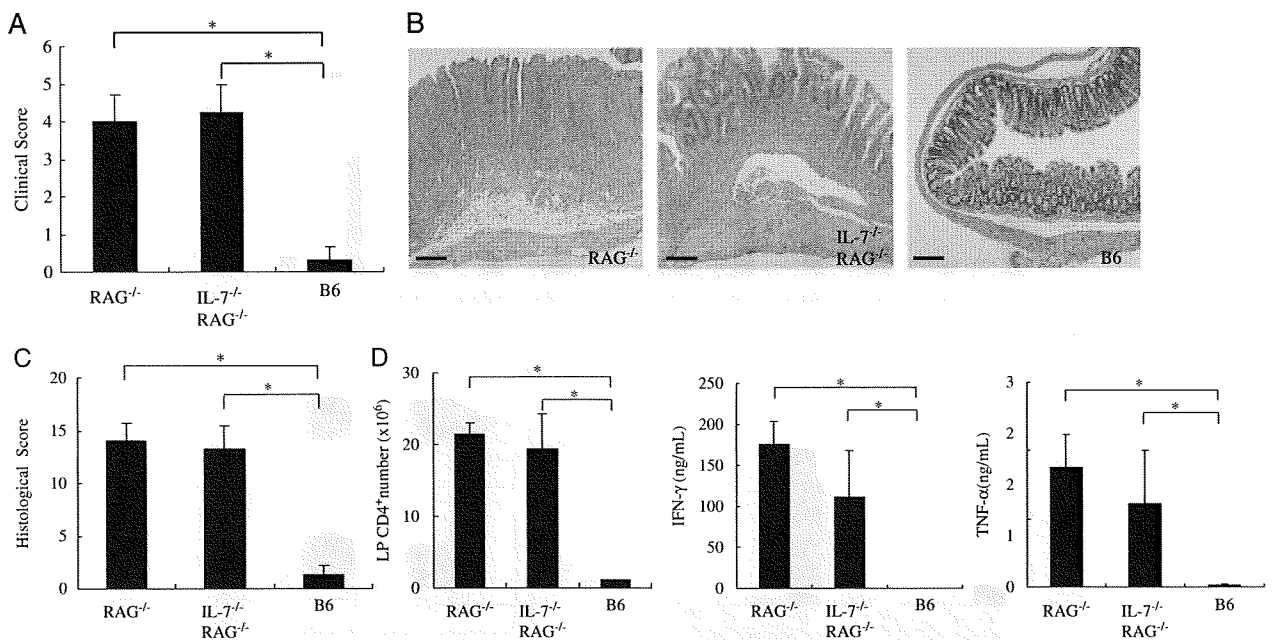 A
*
*
Clinical Score
6
5
4
3
2
1
0
RAG-/-
IL-7-/-
RAG-/-
B6
B
RAG-/-
IL-7-/-
RAG-/-
B6
C
*
*
Histological Score
20
15
10
5
0
RAG-/-
IL-7-/-
RAG-/-
B6
D
*
*
LP CD4+number (x10⁶)
30
20
10
0
RAG-/-
IL-7-/-
RAG-/-
B6
*
*
IFN-γ (ng/mL)
250
200
150
100
50
0
RAG-/-
IL-7-/-
RAG-/-
B6
*
*
TNF-α(ng/mL)
3
2
2
1
1
0
RAG-/-
IL-7-/-
RAG-/-
B6